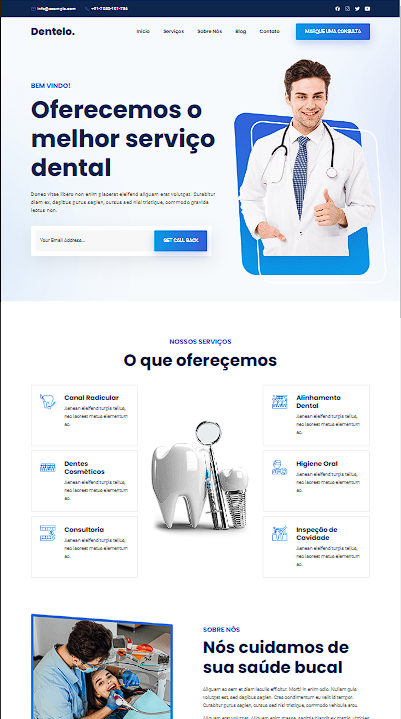 info@example.com +91-7052-101-786
Dentelo.
Início Serviços Sobre Nós Blog Contato MARQUE UMA CONSULTA
BEM VINDO!
Oferecemos o
melhor serviço
dental
Donec vitae libero non enim placerat eleifend aliquam erat volutpat. Curabitur
diam ex, dapibus purus sapien, cursus sed nisl tristique, commodo gravida
lectus non.
Your Email Address... GET CALL BACK
NOSSOS SERVIÇOS
O que ofereçemos
Canal Radicular
Aenean eleifend turpis tellus,
nec laoreet metus elementum
ac.
Alinhamento
Dental
Aenean eleifend turpis tellus,
nec laoreet metus elementum
ac.
Dentes
Cosméticos
Aenean eleifend turpis tellus,
nec laoreet metus elementum
ac.
Higiene Oral
Aenean eleifend turpis tellus,
nec laoreet metus elementum
ac.
Consultoria
Aenean eleifend turpis tellus,
nec laoreet metus elementum
ac.
Inspeção de
Cavidade
Aenean eleifend turpis tellus,
nec laoreet metus elementum
ac.
SOBRE NÓS
Nós cuidamos de
sua saúde bucal
Aliquam ac sem et diam iaculis efficitur. Morbi in enim odio. Nullam quis
volutpat est, sed dapibus sapien. Cras condimentum eu velit id tempor.
Curabitur purus sapien, cursus sed nisl tristique, commodo vehicula arcu.